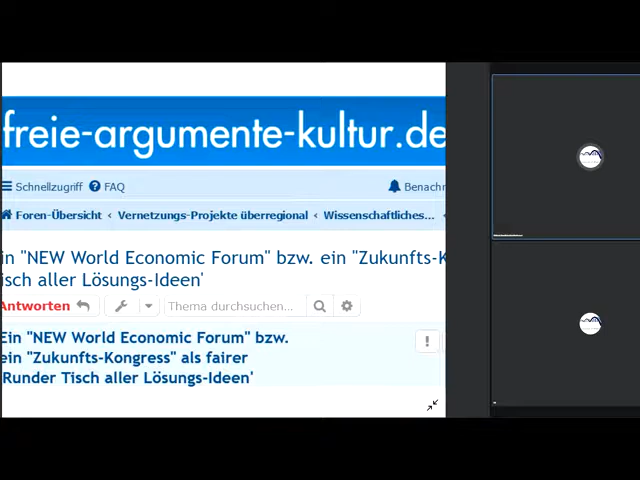 freie-argumente-kultur.de
Schnellzugriff FAQ Benachr
Foren-Übersicht ‹ Vernetzungs-Projekte überregional ‹ Wissenschaftliches... ‹
in "NEW World Economic Forum" bzw. ein "Zukunfts-K
isch aller Lösungs-Ideen'
Antworten Thema durchsuchen...
Ein "NEW World Economic Forum" bzw.
ein "Zukunfts-Kongress" als fairer
Runder Tisch aller Lösungs-Ideen'